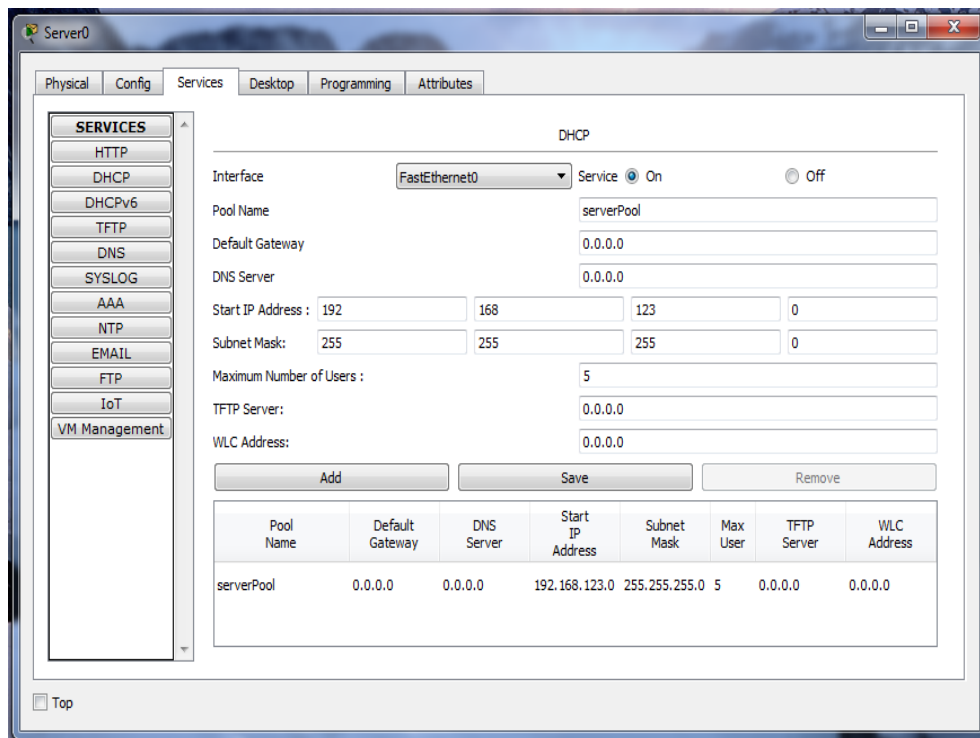 Server0
Physical Config Services Desktop Programming Attributes
SERVICES
HTTP
DHCP
DHCPv6
TFTP
DNS
SYSLOG
AAA
NTP
EMAIL
FTP
IoT
VM Management
DHCP
Interface FastEthernet0 Service On Off
Pool Name serverPool
Default Gateway 0.0.0.0
DNS Server 0.0.0.0
Start IP Address : 192 168 123 0
Subnet Mask: 255 255 255 0
Maximum Number of Users : 5
TFTP Server: 0.0.0.0
WLC Address: 0.0.0.0
Add Save Remove
Pool Name Default Gateway DNS Server Start IP Address Subnet Mask Max User TFTP Server WLC Address
serverPool 0.0.0.0 0.0.0.0 192.168.123.0 255.255.255.0 5 0.0.0.0 0.0.0.0
Top